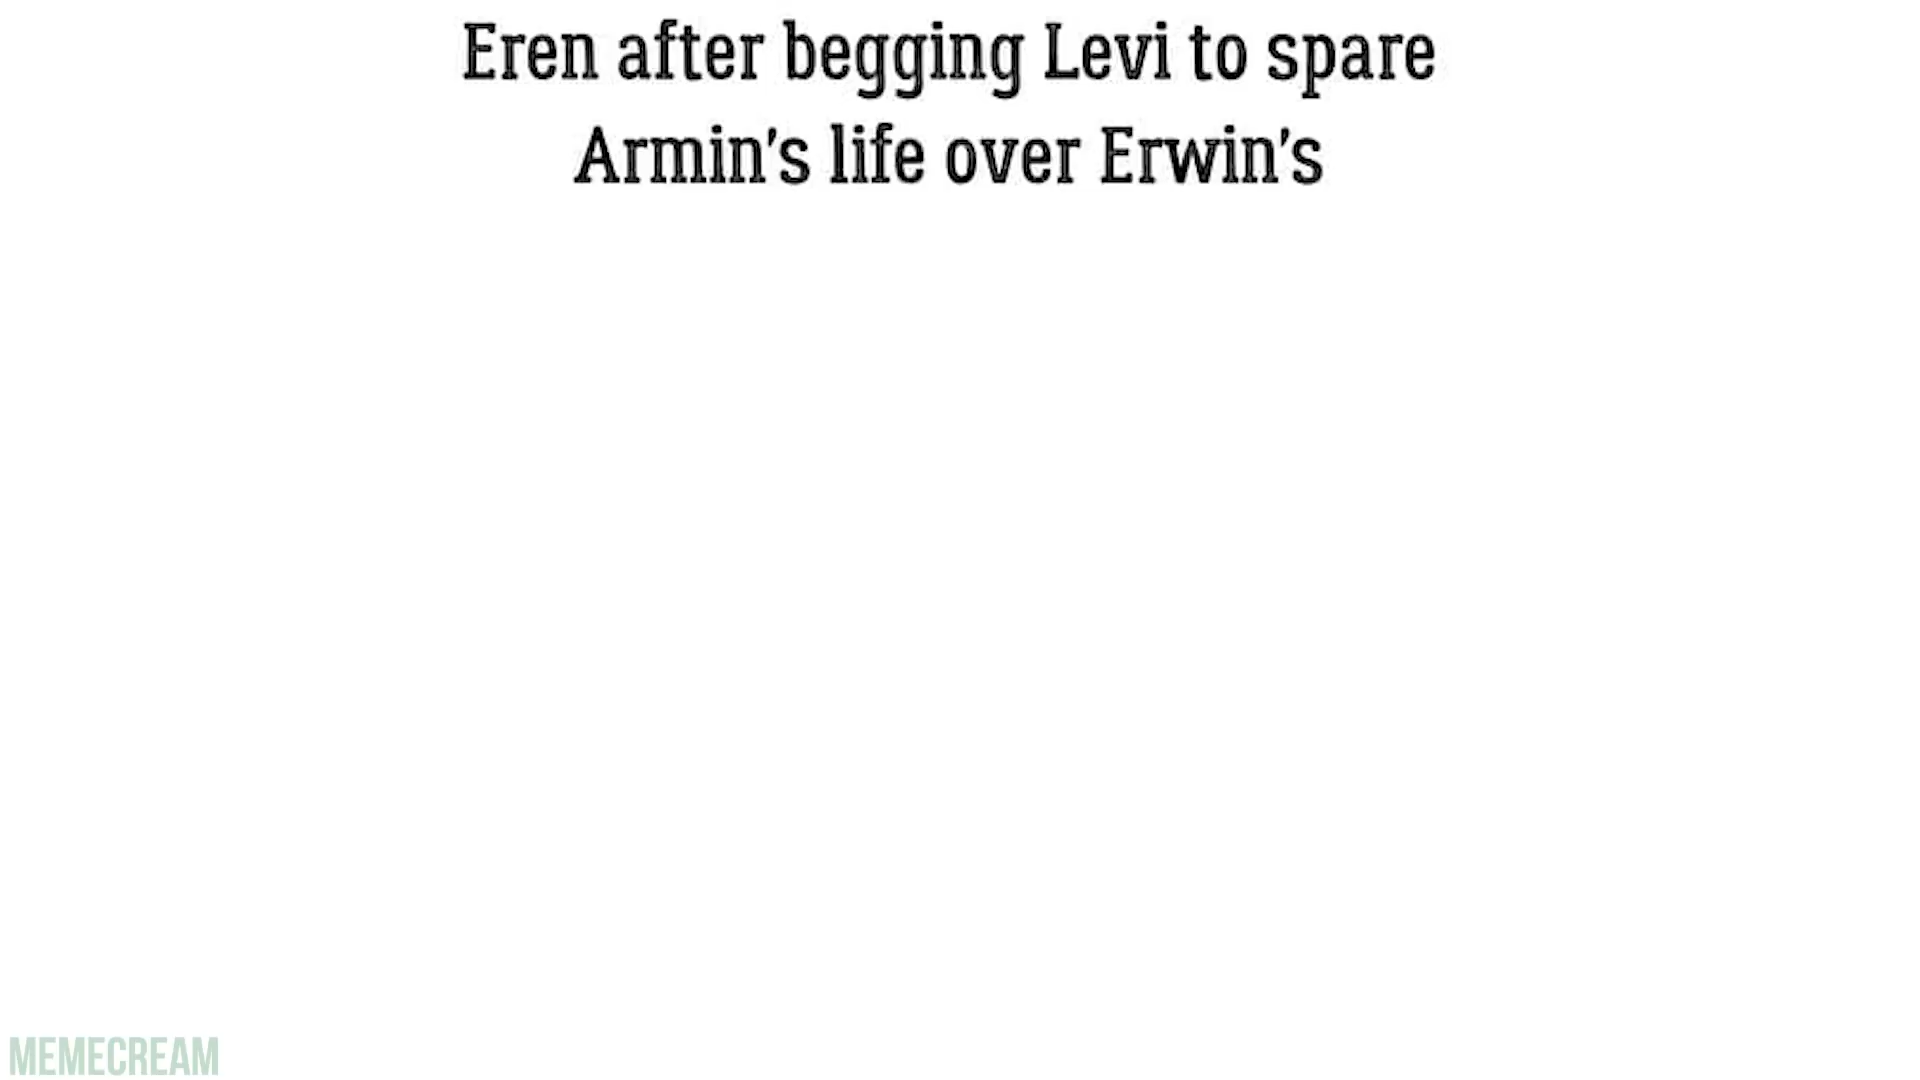 Eren after begging Levi to spare
Armin's life over Erwin's
MEMECREAM